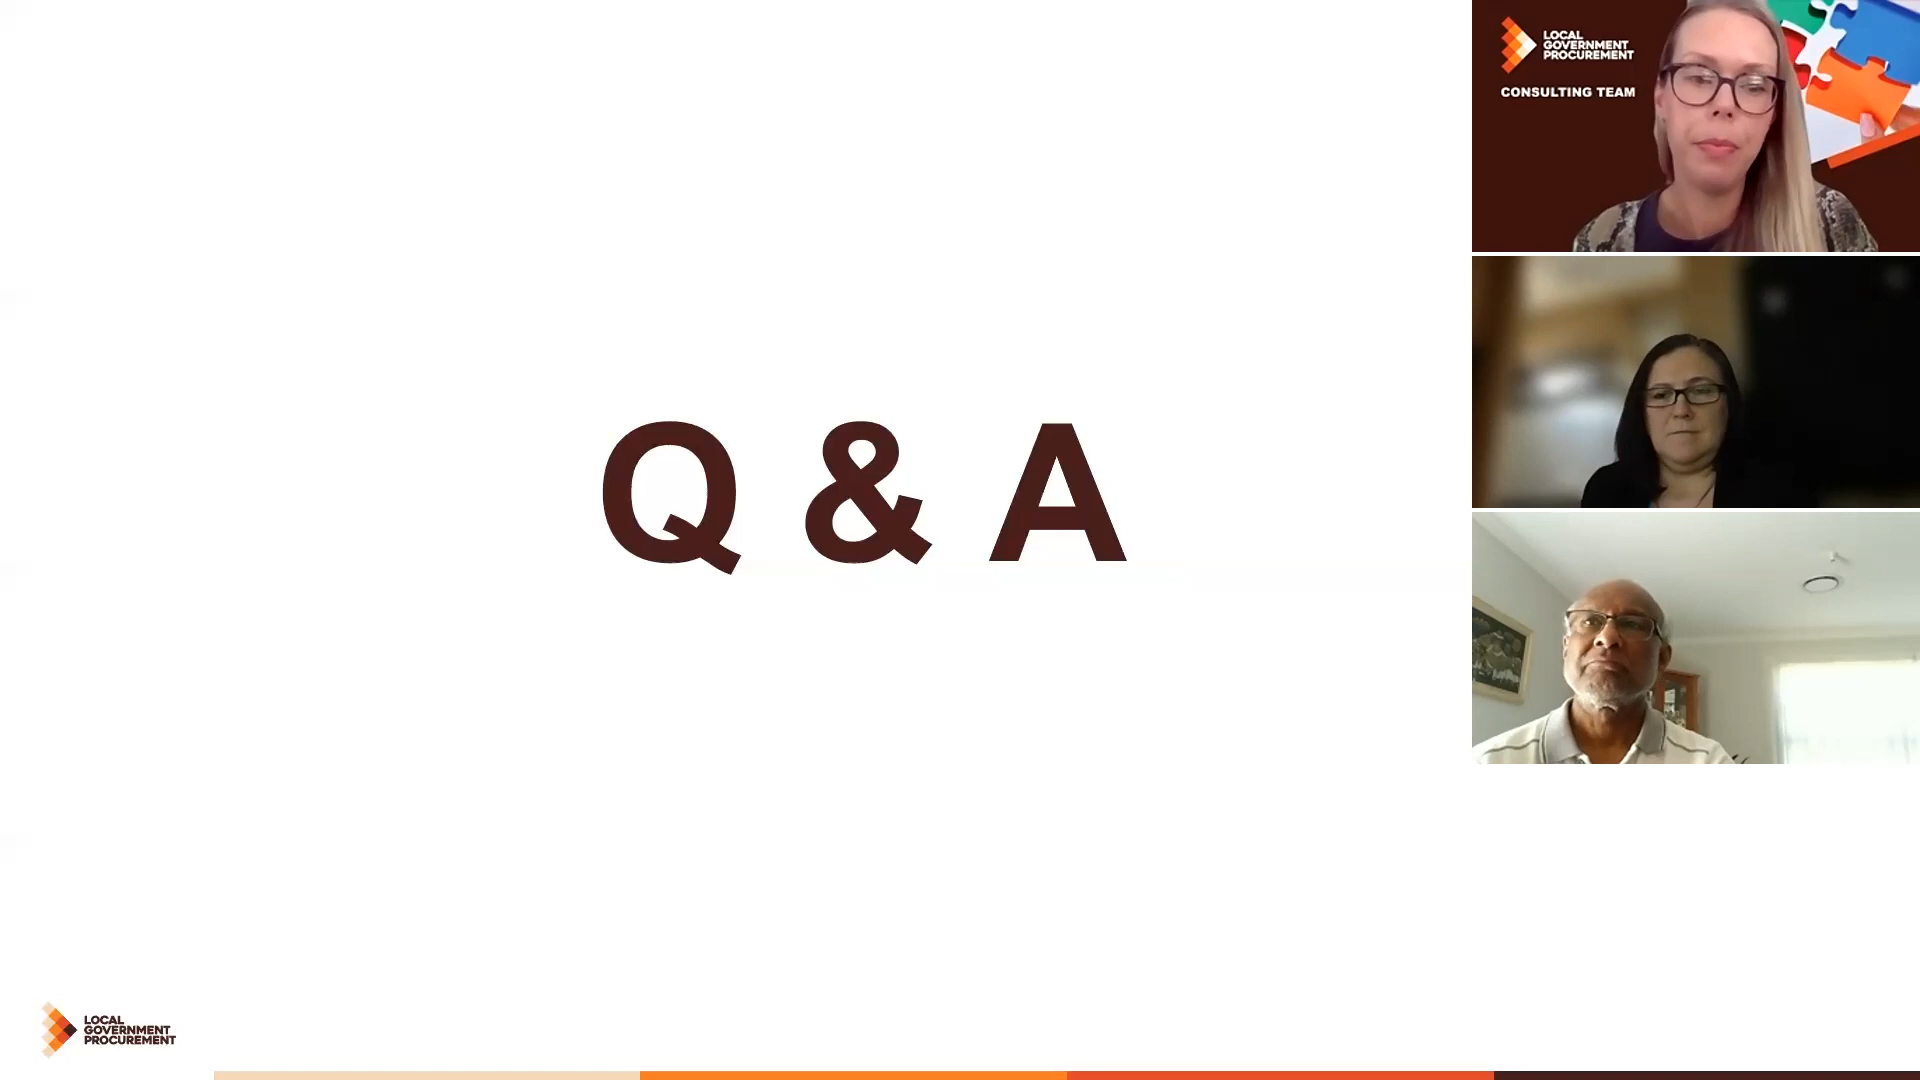 LOCAL
GOVERNMENT
PROCUREMENT
CONSULTING TEAM
Q & A
LOCAL
GOVERNMENT
PROCUREMENT